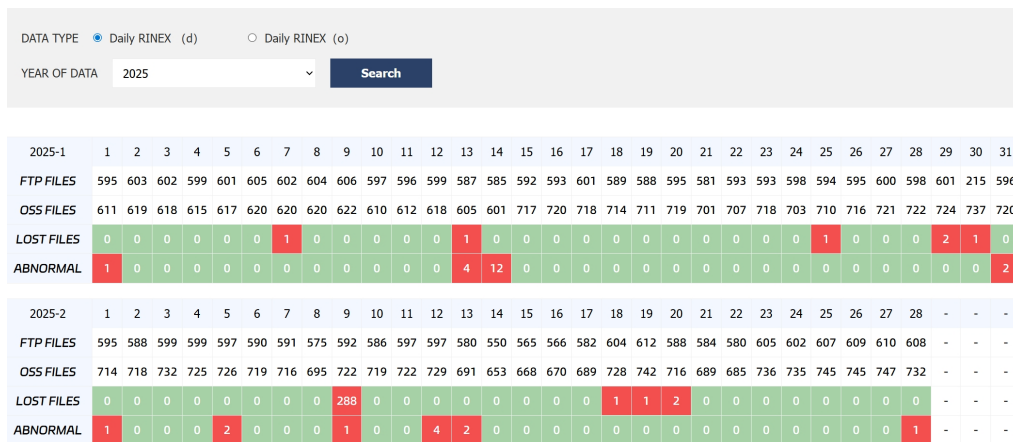 DATA TYPE Daily RINEX (d) Daily RINEX (o)
YEAR OF DATA 2025 Search
2025-1 1 2 3 4 5 6 7 8 9 10 11 12 13 14 15 16 17 18 19 20 21 22 23 24 25 26 27 28 29 30 31
FTP FILES 595 603 602 599 601 605 602 604 606 597 596 599 587 585 592 593 601 589 588 595 581 593 593 598 594 595 600 598 601 215 596
OSS FILES 611 619 618 615 617 620 620 620 622 610 612 618 605 601 717 720 718 714 711 719 701 707 718 703 710 716 721 722 724 737 720
LOST FILES 0 0 0 0 0 0 1 0 0 0 0 0 1 0 0 0 0 0 0 0 0 0 0 0 1 0 0 0 2 1 0
ABNORMAL 1 0 0 0 0 0 0 0 0 0 0 0 4 12 0 0 0 0 0 0 0 0 0 0 0 0 0 0 0 0 2
2025-2 1 2 3 4 5 6 7 8 9 10 11 12 13 14 15 16 17 18 19 20 21 22 23 24 25 26 27 28 - - -
FTP FILES 595 588 599 599 597 590 591 575 592 586 597 597 580 550 565 566 582 604 612 588 584 580 605 602 607 609 610 608 - - -
OSS FILES 714 718 732 725 726 719 716 695 722 719 722 729 691 653 668 670 689 728 742 716 689 685 736 735 745 745 747 732 - - -
LOST FILES 0 0 0 0 0 0 0 0 288 0 0 0 0 0 0 0 0 1 1 2 0 0 0 0 0 0 0 0 - - -
ABNORMAL 1 0 0 0 2 0 0 0 1 0 0 4 2 0 0 0 0 0 0 0 0 0 0 0 0 0 0 1 - - -